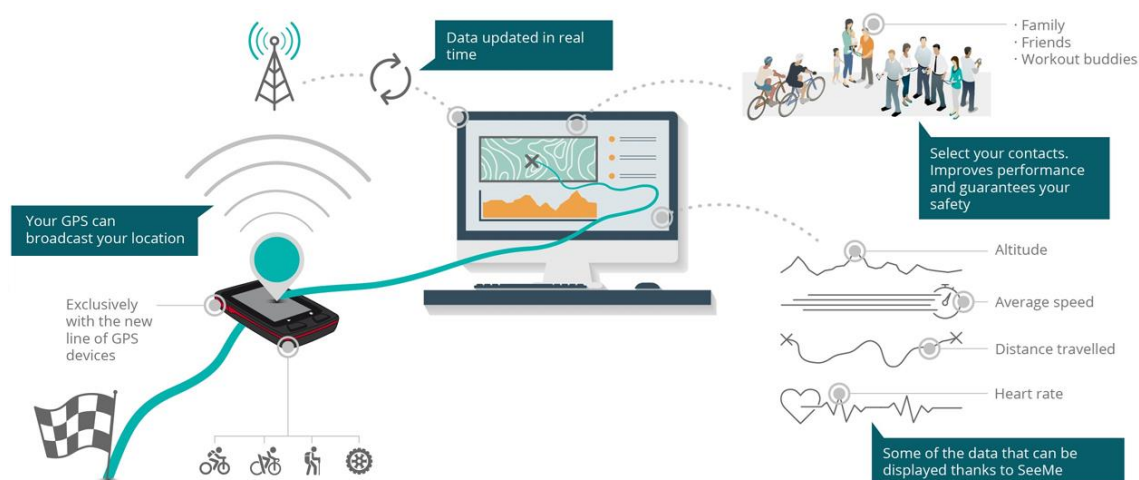 Data updated in real
time
· Family
· Friends
· Workout buddies
Select your contacts.
Improves performance
and guarantees your
safety
Your GPS can
broadcast your location
Exclusively
with the new
line of GPS
devices
Altitude
Average speed
Distance travelled
Heart rate
Some of the data that can be
displayed thanks to SeeMe